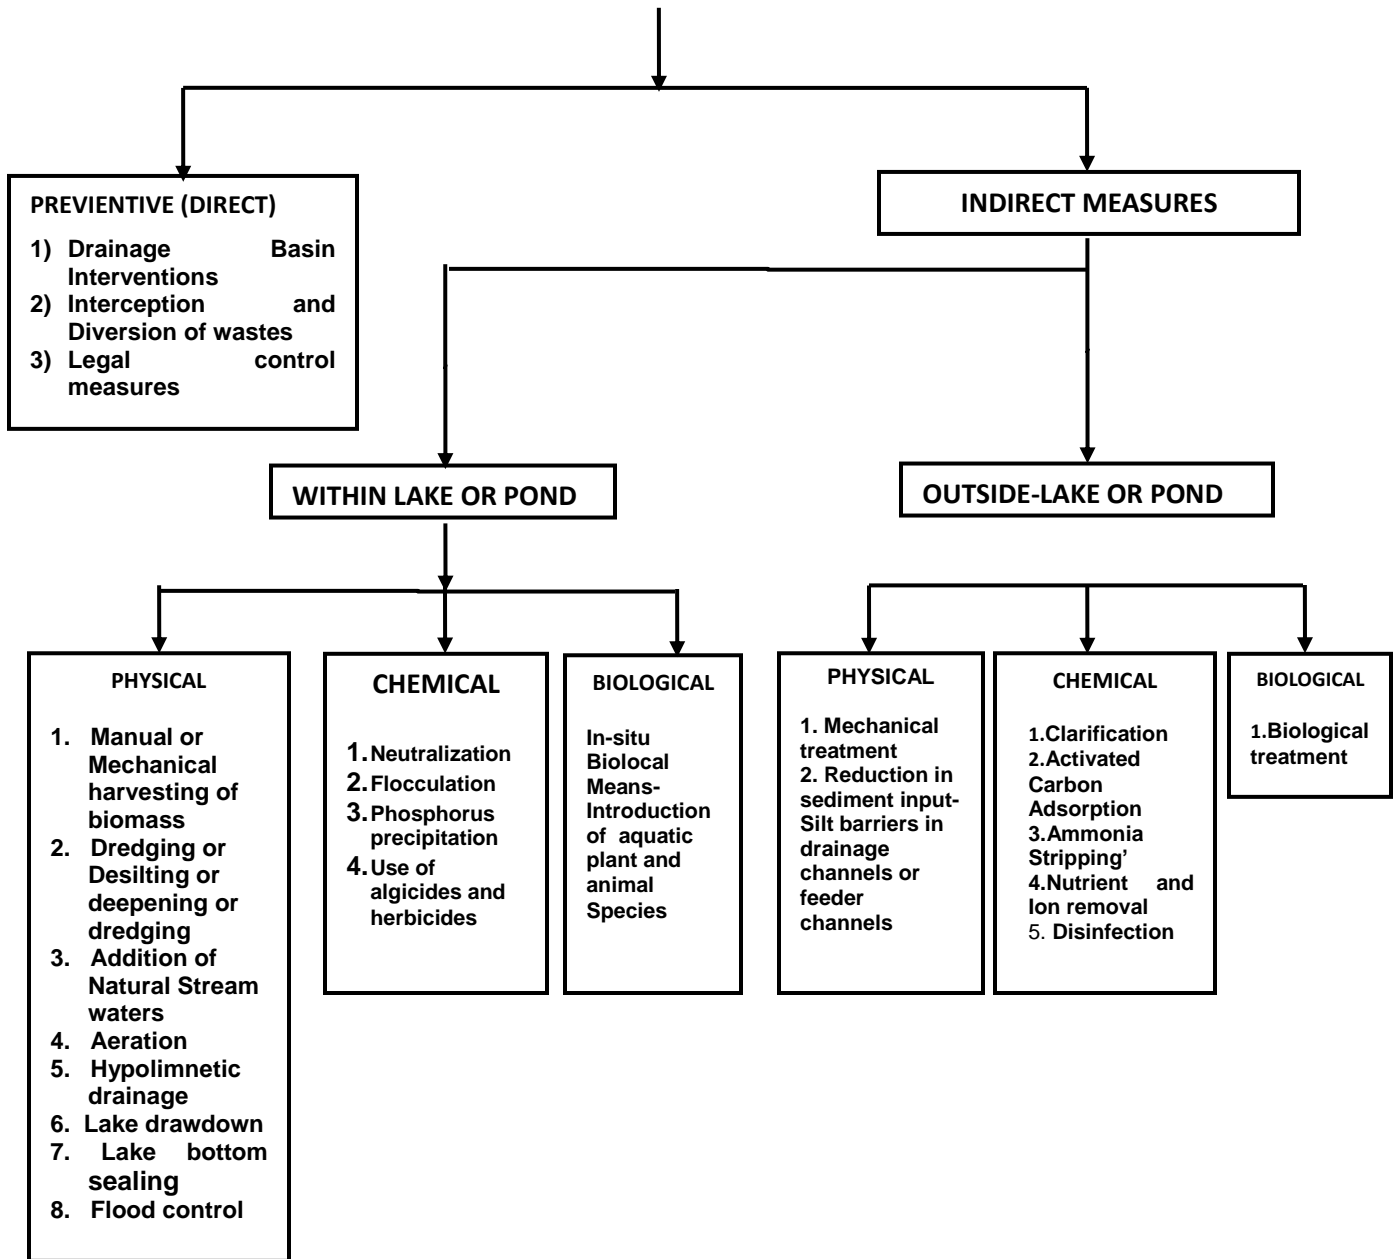 PREVIENTIVE (DIRECT)
1) Drainage Basin
Interventions
2) Interception and
Diversion of wastes
3) Legal control
measures
INDIRECT MEASURES
WITHIN LAKE OR POND
OUTSIDE-LAKE OR POND
PHYSICAL
1. Manual or
Mechanical
harvesting of
biomass
2. Dredging or
Desilting or
deepening or
dredging
3. Addition of
Natural Stream
waters
4. Aeration
5. Hypolimnetic
drainage
6. Lake drawdown
7. Lake bottom
sealing
8. Flood control
CHEMICAL
1. Neutralization
2. Flocculation
3. Phosphorus
precipitation
4. Use of
algicides and
herbicides
BIOLOGICAL
In-situ
Biolocal
Means-
Introduction
of aquatic
plant and
animal
Species
PHYSICAL
1. Mechanical
treatment
2. Reduction in
sediment input-
Silt barriers in
drainage
channels or
feeder
channels
CHEMICAL
1.Clarification
2.Activated
Carbon
Adsorption
3.Ammonia
Stripping’
4.Nutrient and
Ion removal
5. Disinfection
BIOLOGICAL
1.Biological
treatment